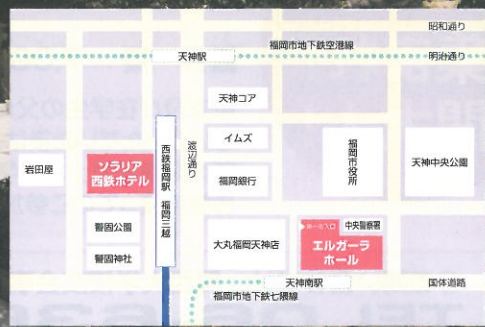 昭和通り
福岡市地下鉄空港線
明治通り
天神駅
天神コア
イムズ
福岡銀行
渡辺通り
西鉄福岡駅 福岡三越
岩田屋
ソラリア
西鉄ホテル
警固公園
警固神社
福岡市役所
天神中央公園
大丸福岡天神店
中央警察署
エルガーラ
ホール
天神南駅
国体道路
福岡市地下鉄七隈線